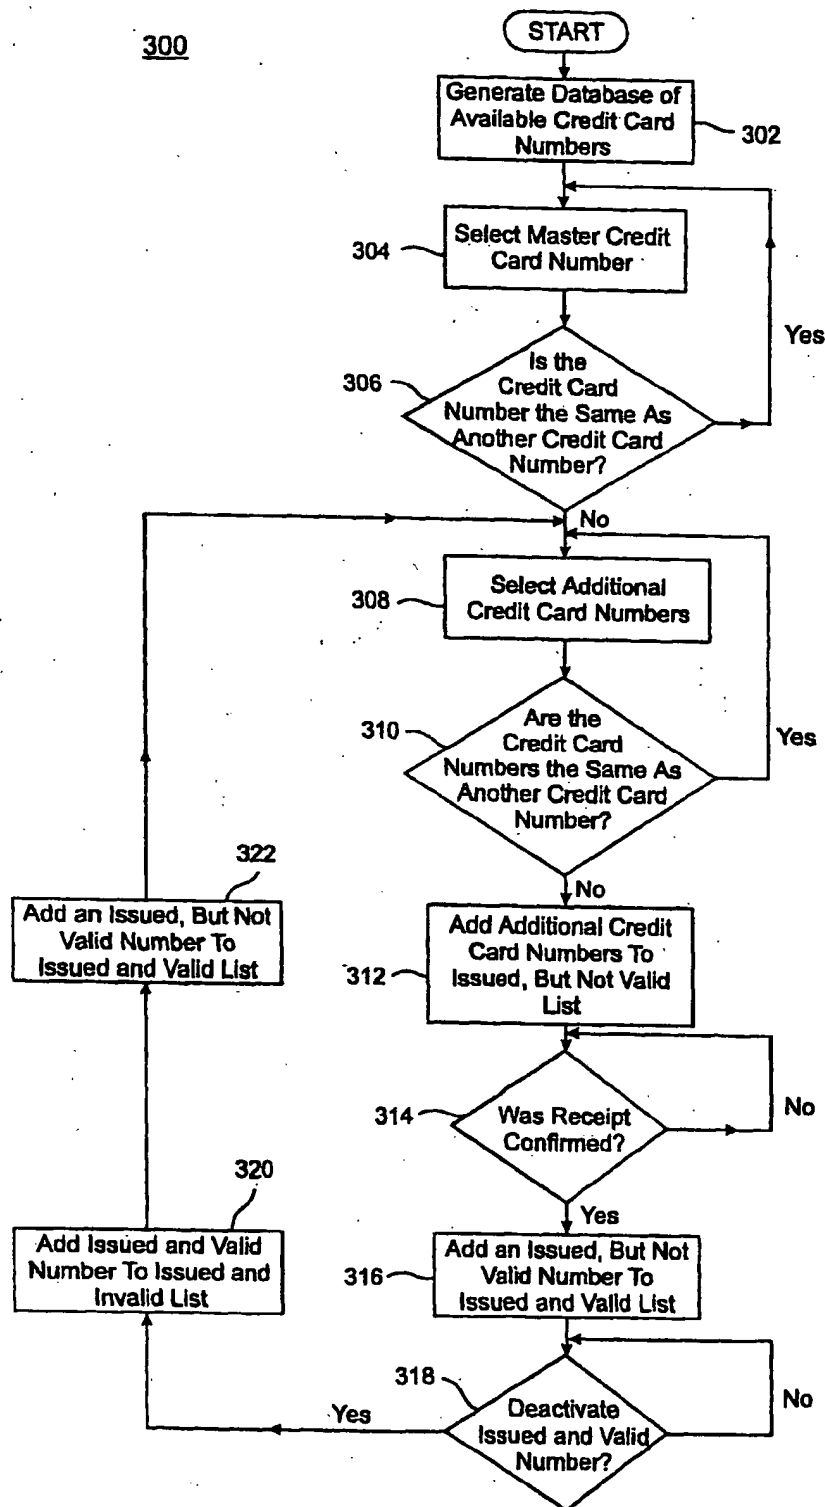 300
START
Generate Database of
Available Credit Card
Numbers
302
304
Select Master Credit
Card Number
Yes
306
Is the
Credit Card
Number the Same As
Another Credit Card
Number?
No
308
Select Additional
Credit Card Numbers
310
Are the
Credit Card
Numbers the Same As
Another Credit Card
Number?
Yes
No
322
Add an Issued, But Not
Valid Number To
Issued and Valid List
312
Add Additional Credit
Card Numbers To
Issued, But Not Valid
List
314
Was Receipt
Confirmed?
No
Yes
320
Add Issued and Valid
Number To Issued and
Invalid List
316
Add an Issued, But Not
Valid Number To
Issued and Valid List
318
Deactivate
Issued and Valid
Number?
No
Yes